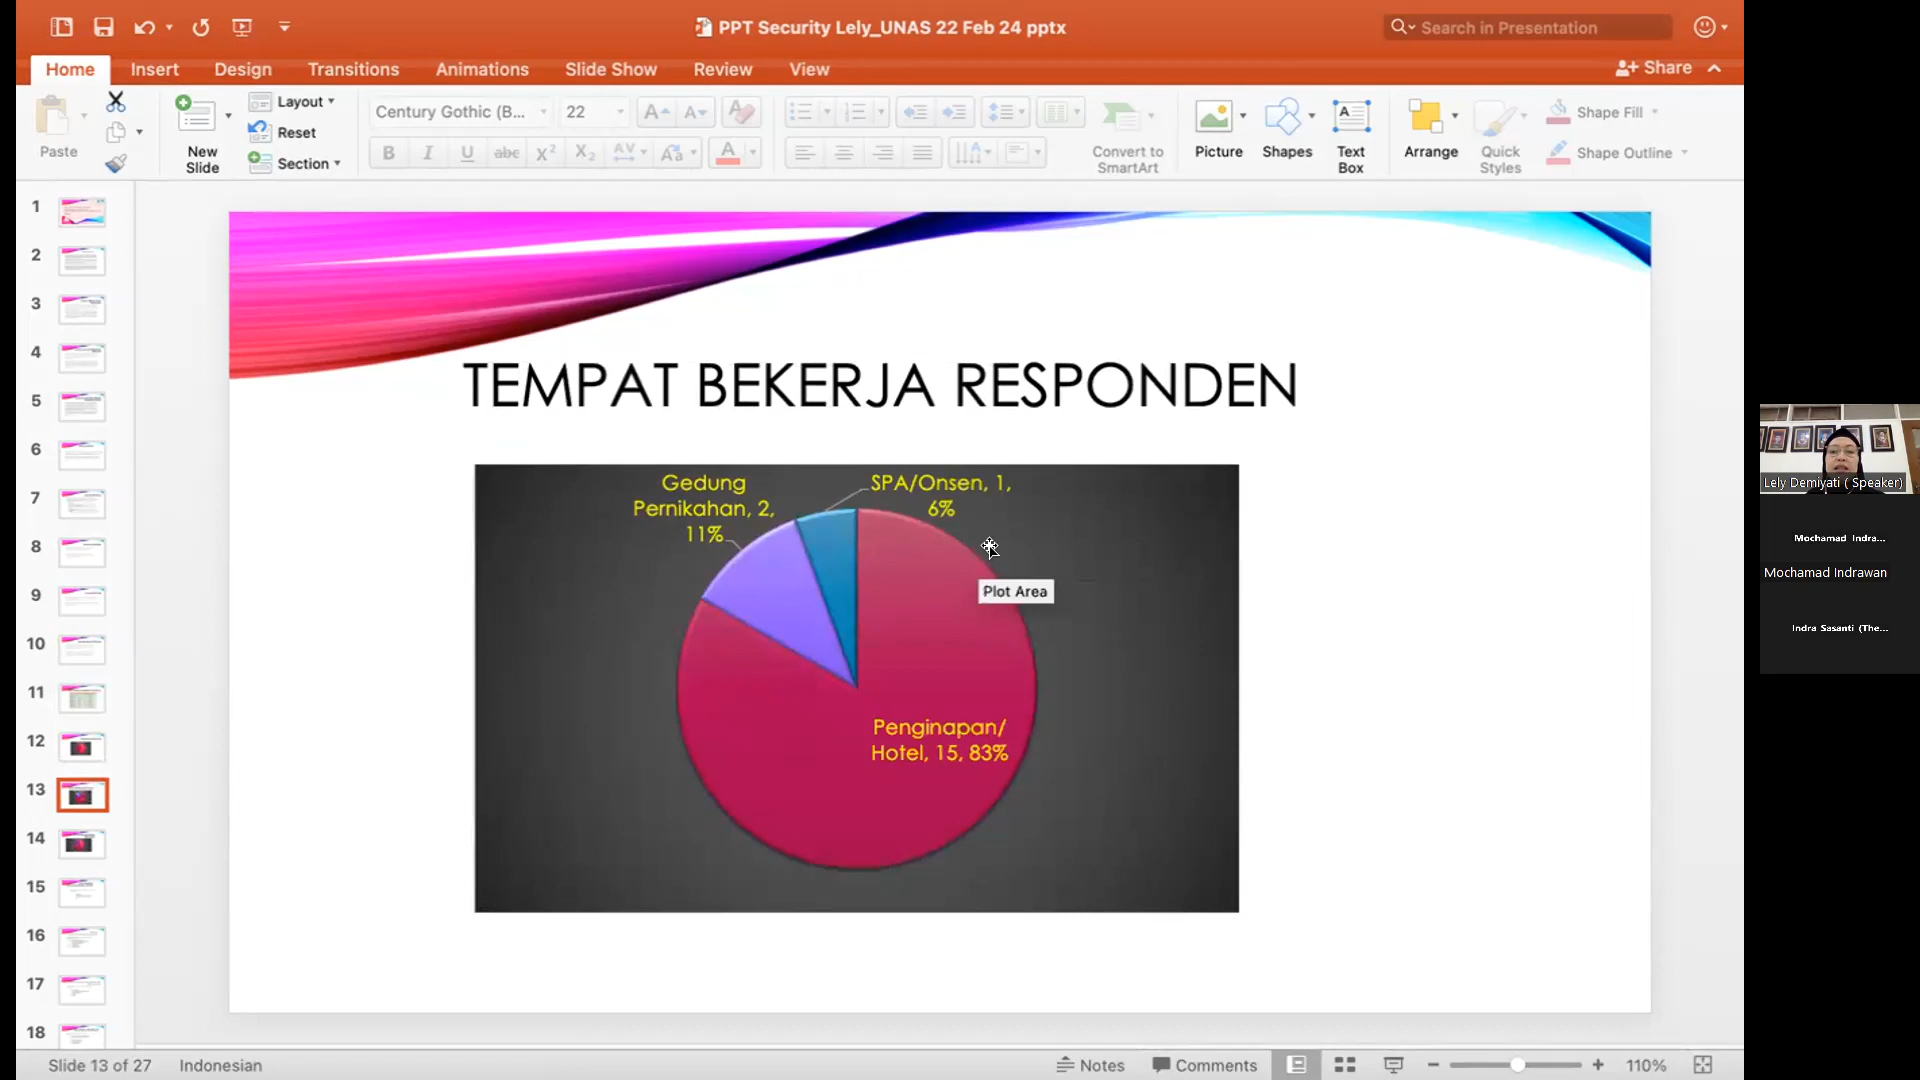 PPT Security Lely_UNAS 22 Feb 24 pptx
Search in Presentation
Home
Insert
Design
Transitions
Animations
Slide Show
Review
View
Share
Paste
New
Slide
Layout
Reset
Section
Century Gothic (B...
22
Convert to
SmartArt
Picture
Shapes
Text
Box
Arrange
Quick
Styles
Shape Fill
Shape Outline
1
2
3
4
5
6
7
8
9
10
11
12
13
14
15
16
17
18
TEMPAT BEKERJA RESPONDEN
Gedung
Pernikahan, 2,
11%
SPA/Onsen, 1,
6%
Plot Area
Penginapan/
Hotel, 15, 83%
Lely Demiyati ( Speaker)
Mochamad Indra...
Mochamad Indrawan
Indra Sasanti (The...
Slide 13 of 27
Indonesian
Notes
Comments
110%